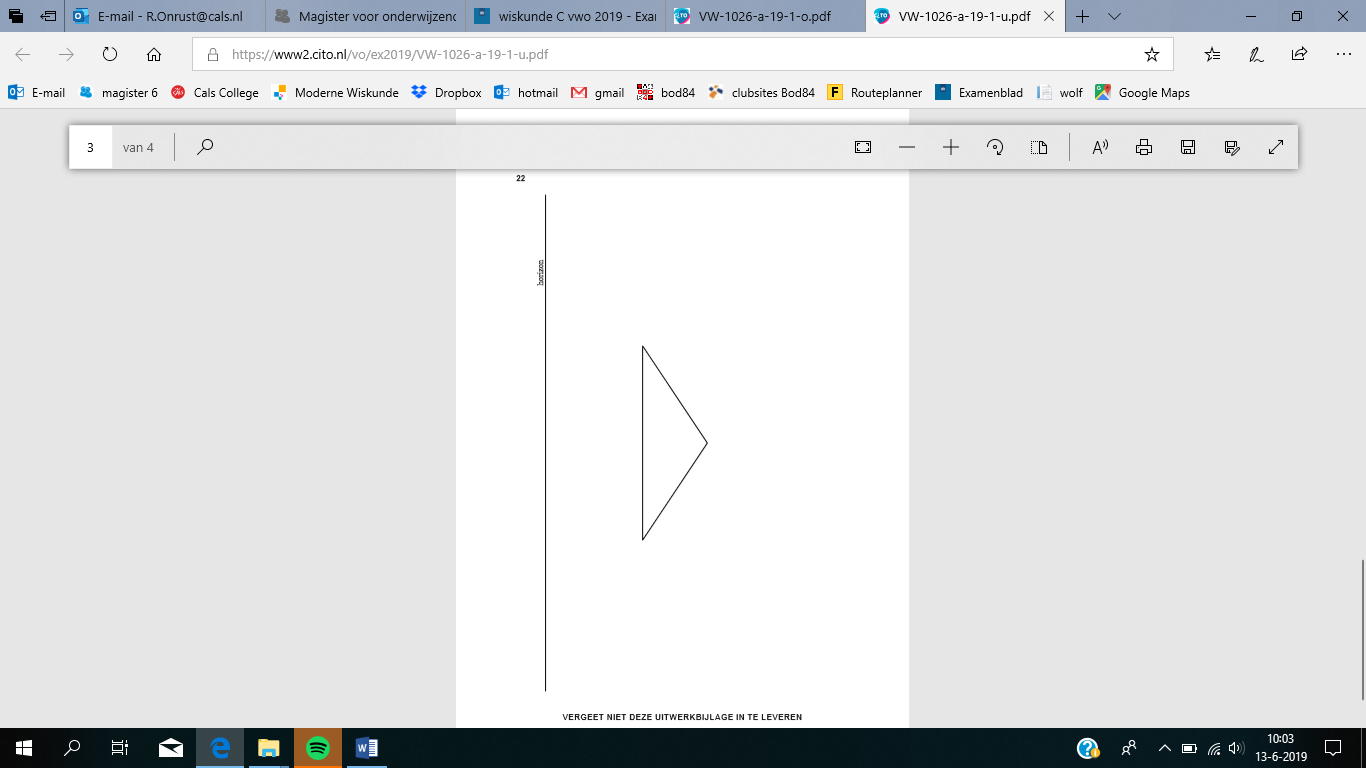 E-mail - R.Onrust@cals.nl
Magister voor onderwijzend
wiskunde C vwo 2019 - Exar
VW-1026-a-19-1-o.pdf
VW-1026-a-19-1-u.pdf
https://www2.cito.nl/vo/ex2019/VW-1026-a-19-1-u.pdf
E-mail
magister 6
Cals College
Moderne Wiskunde
Dropbox
hotmail
gmail
bod84
clubsites Bod84
Routeplanner
Examenblad
wolf
Google Maps
3 van 4
22
horizon
VERGEET NIET DEZE UITWERKBIJLAGE IN TE LEVEREN
10:03
13-6-2019